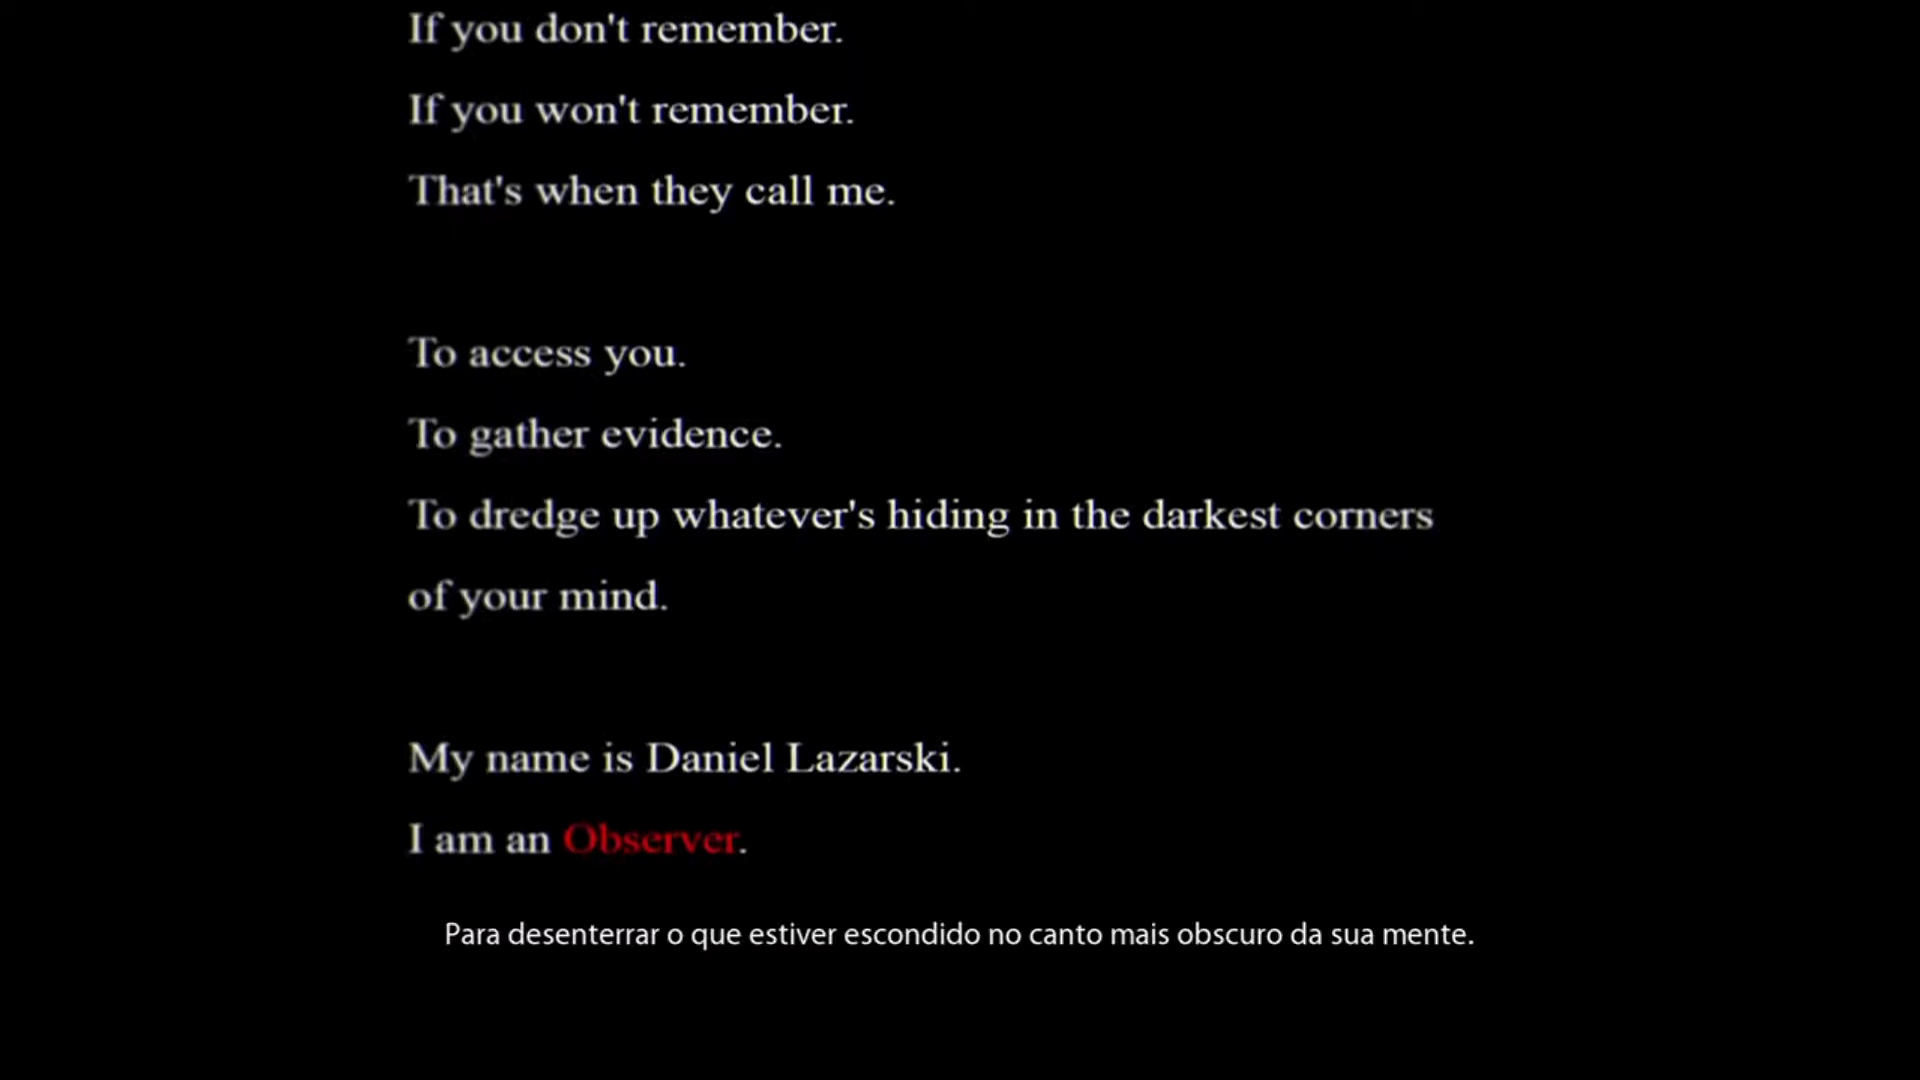 If you don't remember.
If you won't remember.
That's when they call me.
To access you.
To gather evidence.
To dredge up whatever's hiding in the darkest corners
of your mind.
My name is Daniel Lazarski.
I am an Observer.
Para desenterrar o que estiver escondido no canto mais obscuro da sua mente.